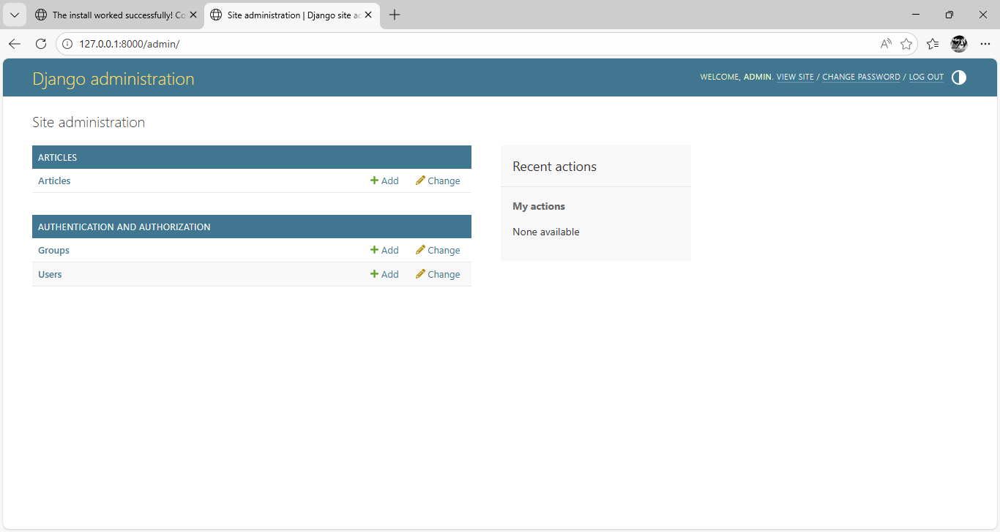 The install worked successfully! Co
Site administration | Django site ac
127.0.0.1:8000/admin/
Django administration
WELCOME, ADMIN. VIEW SITE / CHANGE PASSWORD / LOG OUT
Site administration
ARTICLES
Articles Add Change
AUTHENTICATION AND AUTHORIZATION
Groups Add Change
Users Add Change
Recent actions
My actions
None available